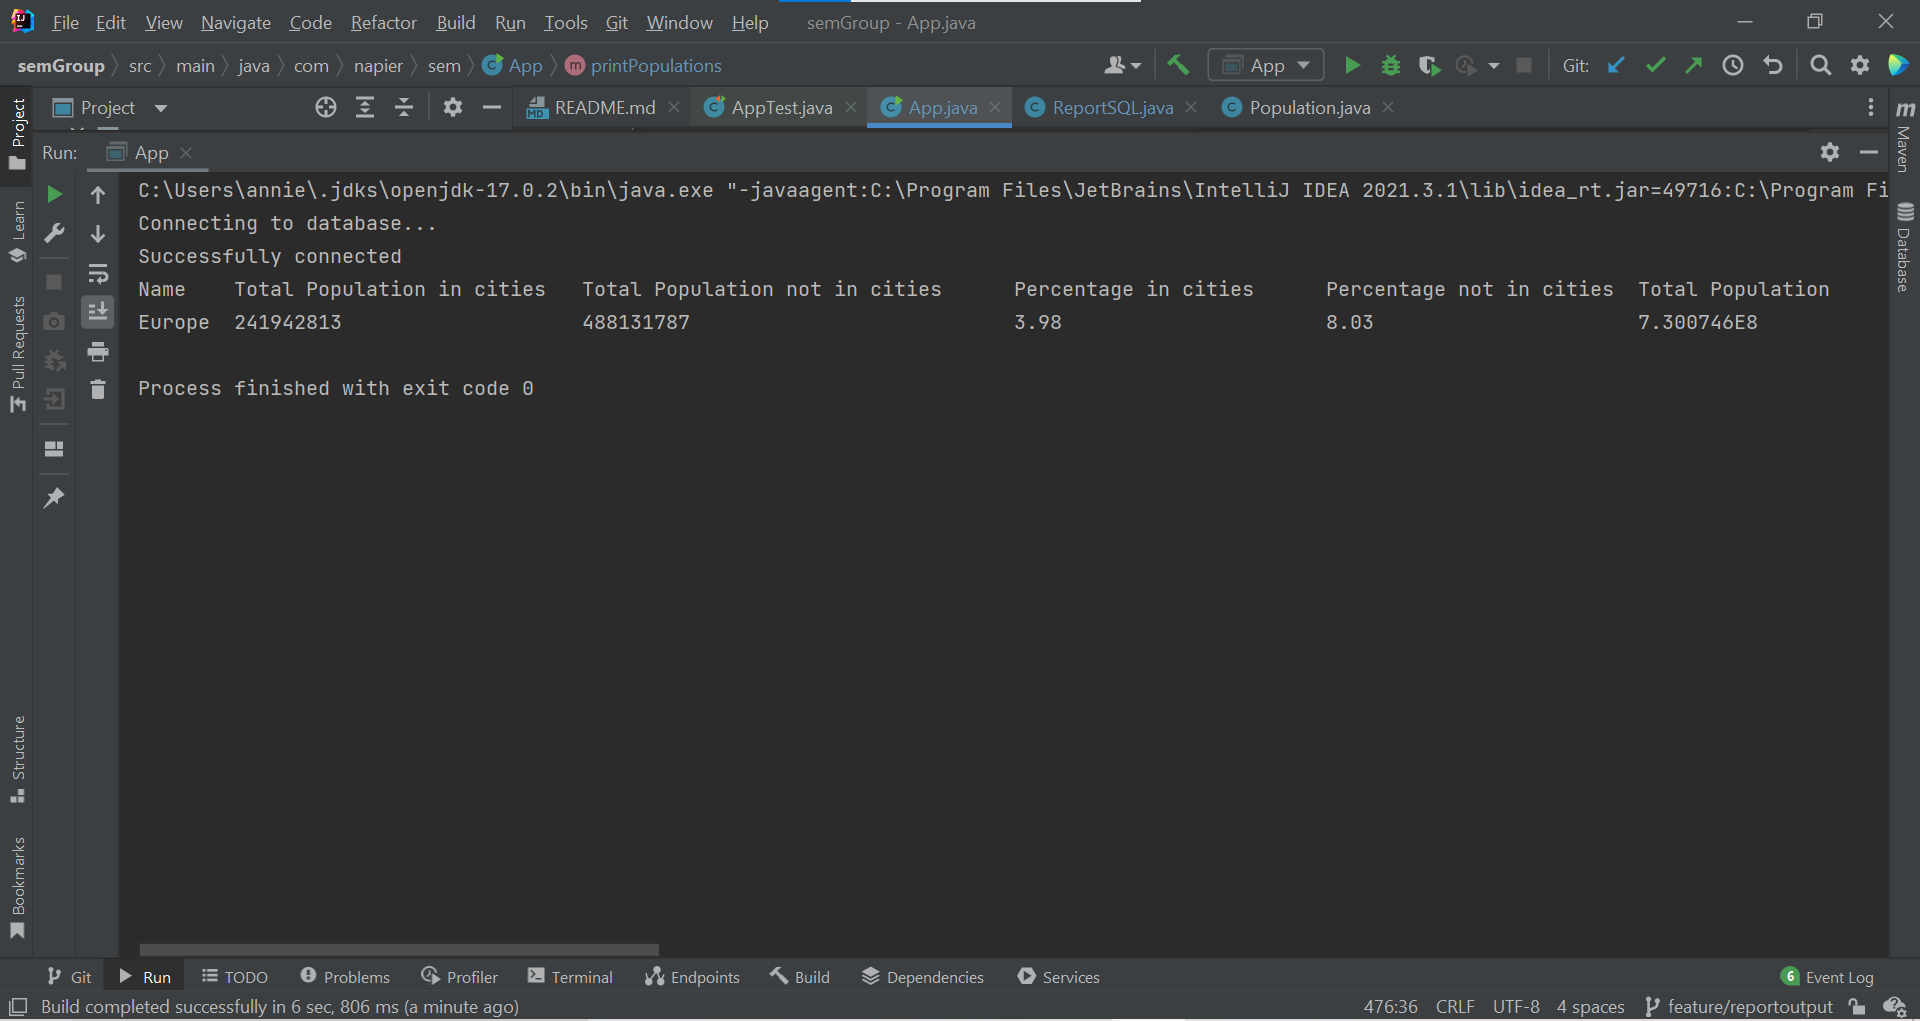 File Edit View Navigate Code Refactor Build Run Tools Git Window Help semGroup - App.java
semGroup src main java com napier sem App printPopulations App Git:
Project README.md AppTest.java App.java ReportSQL.java Population.java
Run: App
C:\Users\annie\.jdks\openjdk-17.0.2\bin\java.exe "-javaagent:C:\Program Files\JetBrains\IntelliJ IDEA 2021.3.1\lib\idea_rt.jar=49716:C:\Program Fi
Connecting to database...
Successfully connected
Name Total Population in cities Total Population not in cities Percentage in cities Percentage not in cities Total Population
Europe 241942813 488131787 3.98 8.03 7.300746E8
Process finished with exit code 0
Project
Learn
Pull Requests
Structure
Bookmarks
Maven
Database
Git Run TODO Problems Profiler Terminal Endpoints Build Dependencies Services 6 Event Log
Build completed successfully in 6 sec, 806 ms (a minute ago) 476:36 CRLF UTF-8 4 spaces feature/reportoutput